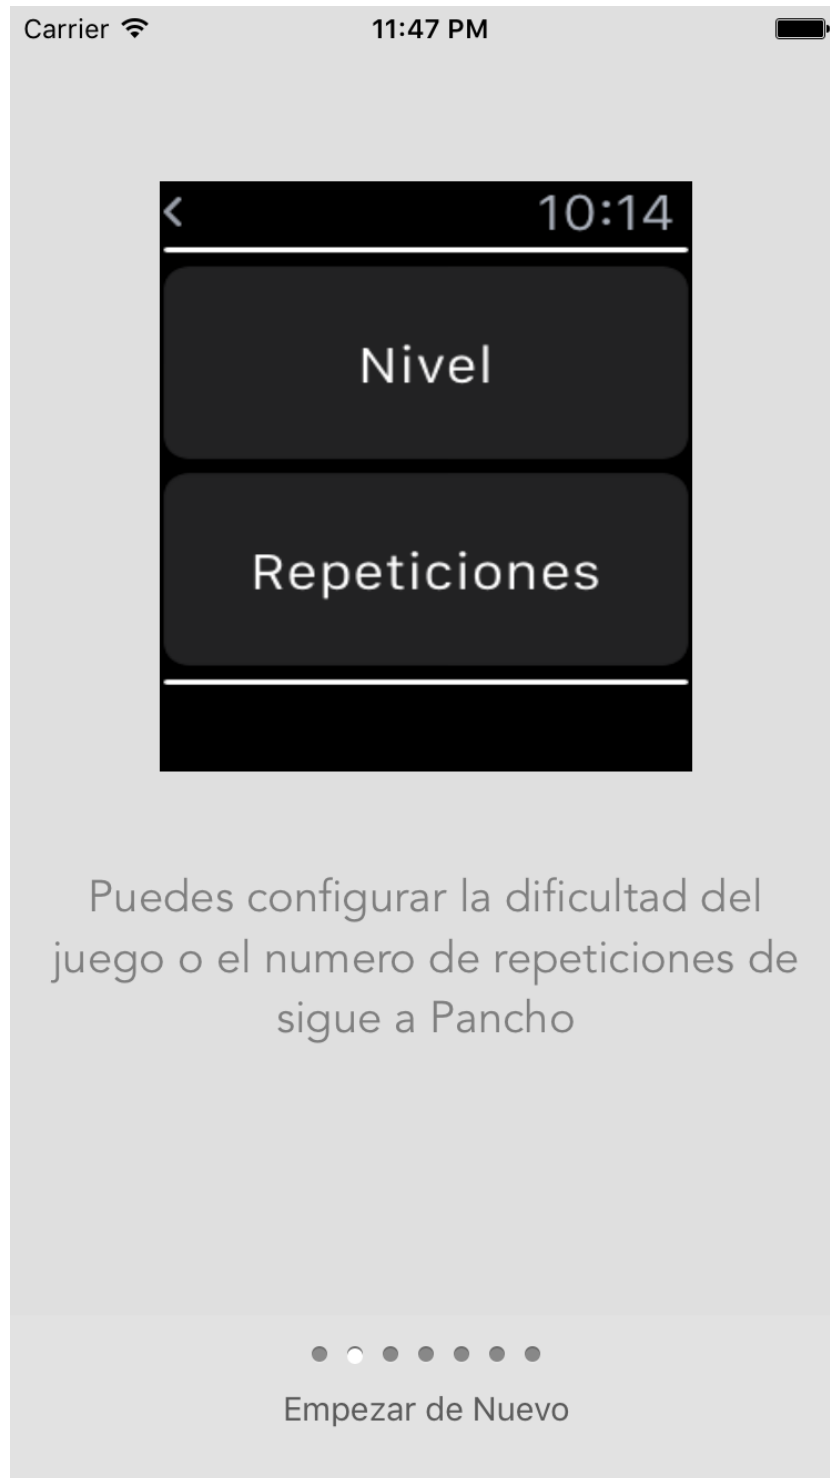 Carrier 11:47 PM
10:14
Nivel
Repeticiones
Puedes configurar la dificultad del
juego o el numero de repeticiones de
sigue a Pancho
Empezar de Nuevo